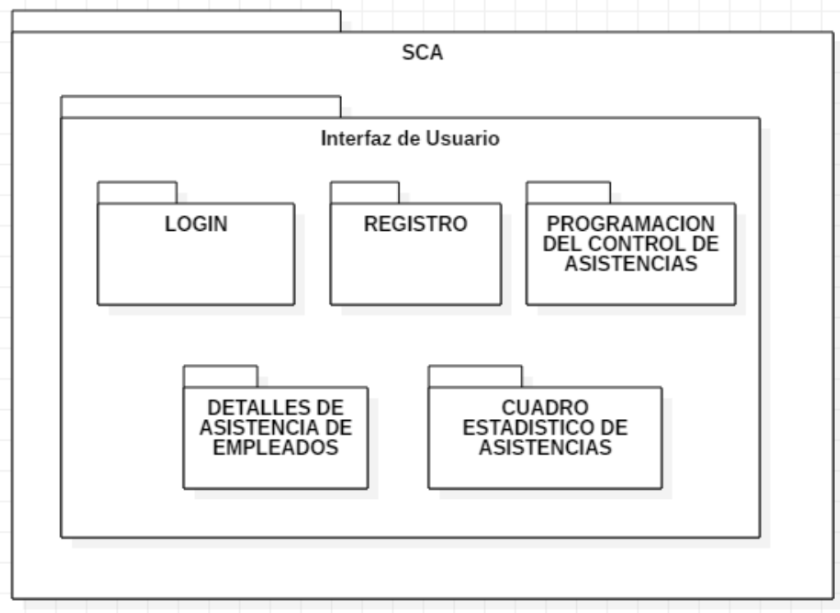 SCA
Interfaz de Usuario
LOGIN
REGISTRO
PROGRAMACION
DEL CONTROL DE
ASISTENCIAS
DETALLES DE
ASISTENCIA DE
EMPLEADOS
CUADRO
ESTADISTICO DE
ASISTENCIAS